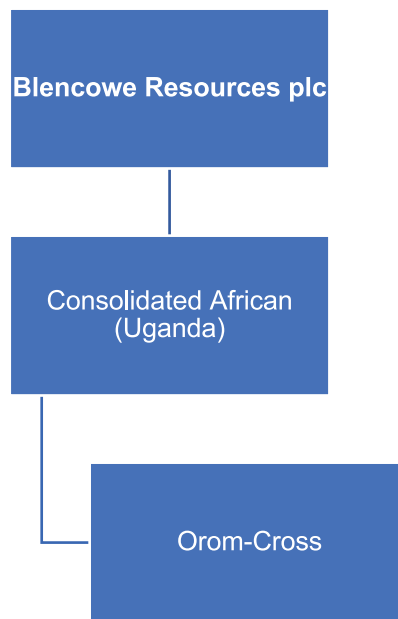 Blencowe Resources plc
Consolidated African
(Uganda)
Orom-Cross